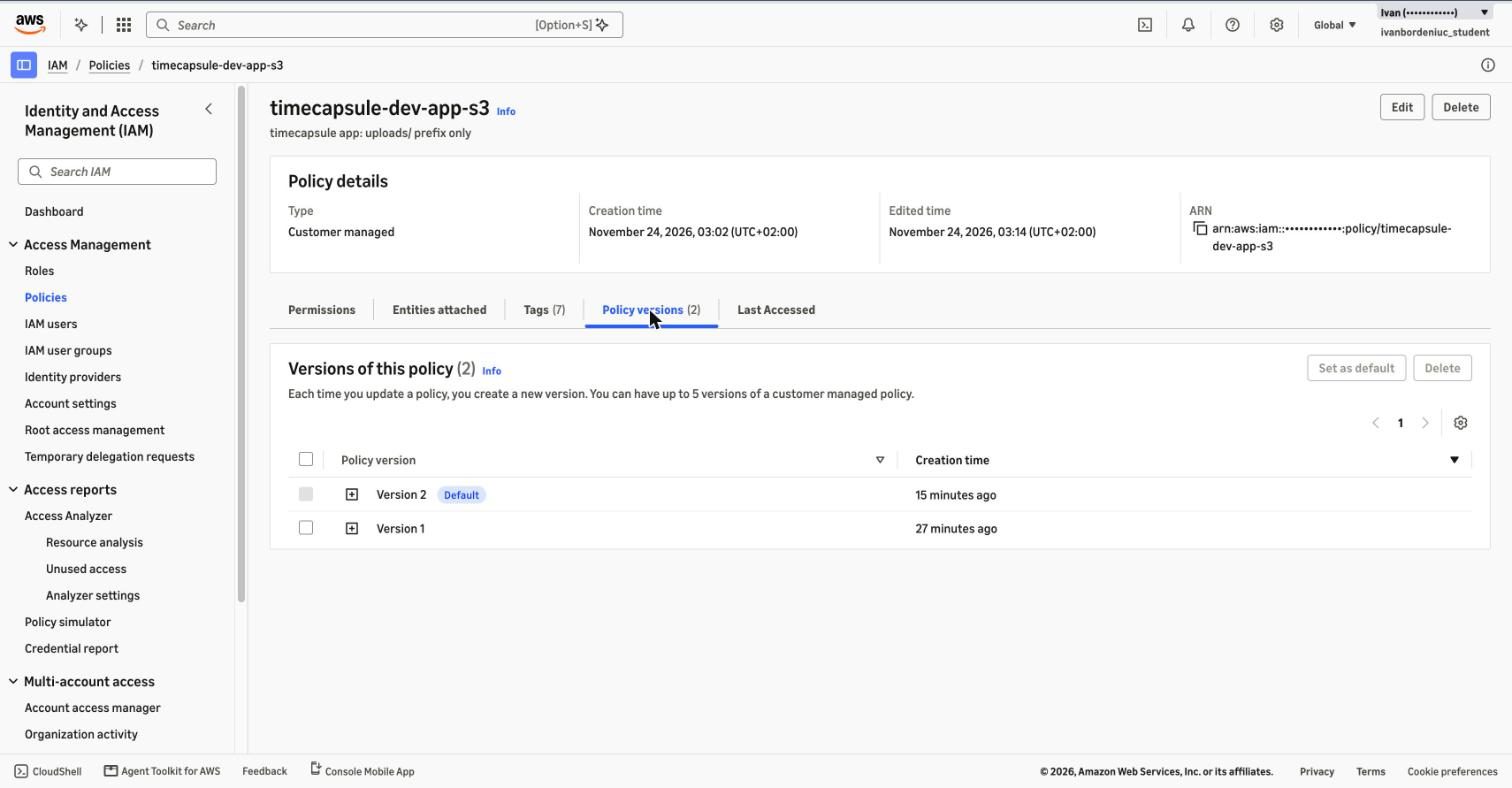 aws
Search
[Option+S]
Global
Ivan (••••••••••••)
ivanbordeniuc_student
IAM / Policies / timecapsule-dev-app-s3
Identity and Access
Management (IAM)
Search IAM
Dashboard
Access Management
Roles
Policies
IAM users
IAM user groups
Identity providers
Account settings
Root access management
Temporary delegation requests
Access reports
Access Analyzer
Resource analysis
Unused access
Analyzer settings
Policy simulator
Credential report
Multi-account access
Account access manager
Organization activity
timecapsule-dev-app-s3 Info
timecapsule app: uploads/ prefix only
Edit
Delete
Policy details
Type
Customer managed
Creation time
November 24, 2026, 03:02 (UTC+02:00)
Edited time
November 24, 2026, 03:14 (UTC+02:00)
ARN
arn:aws:iam::••••••••••••:policy/timecapsule-
dev-app-s3
Permissions
Entities attached
Tags (7)
Policy versions (2)
Last Accessed
Versions of this policy (2) Info
Each time you update a policy, you create a new version. You can have up to 5 versions of a customer managed policy.
Set as default
Delete
1
Policy version
Creation time
Version 2 Default 15 minutes ago
Version 1 27 minutes ago
CloudShell
Agent Toolkit for AWS
Feedback
Console Mobile App
© 2026, Amazon Web Services, Inc. or its affiliates.
Privacy
Terms
Cookie preferences